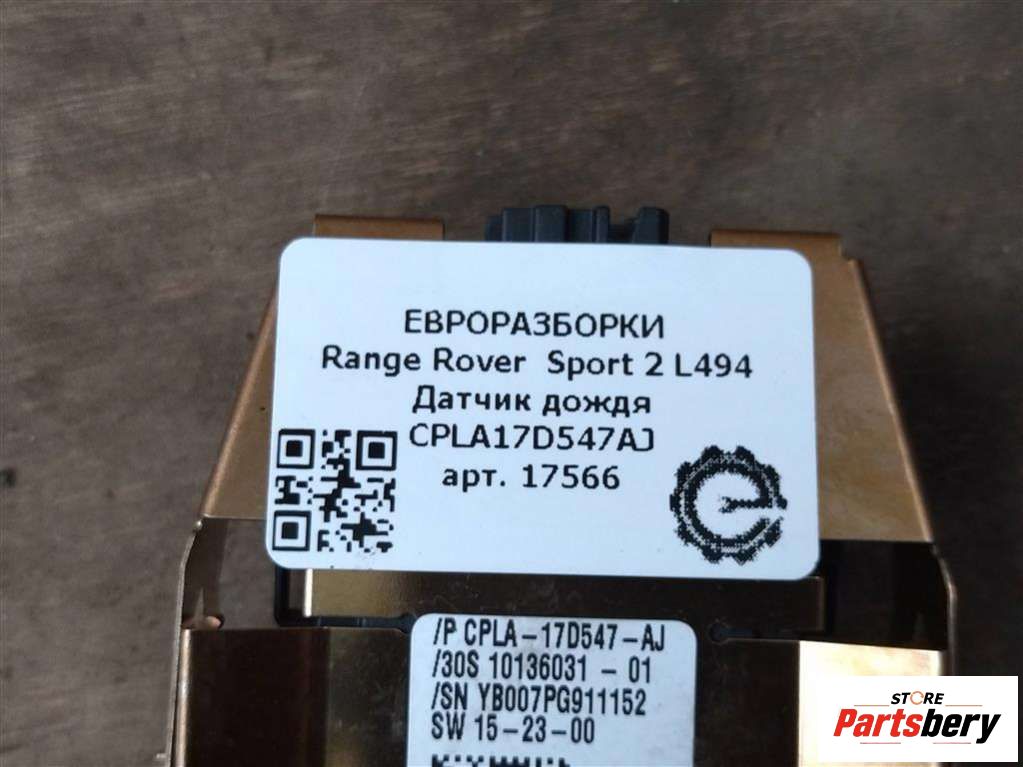 ЕВРОРАЗБОРКИ
Range Rover Sport 2 L494
Датчик дождя
CPLA17D547AJ
арт. 17566
/P CPLA-17D547-AJ
/30S 10136031 - 01
/SN YB007PG911152
SW 15-23-00
STORE
Partsbery